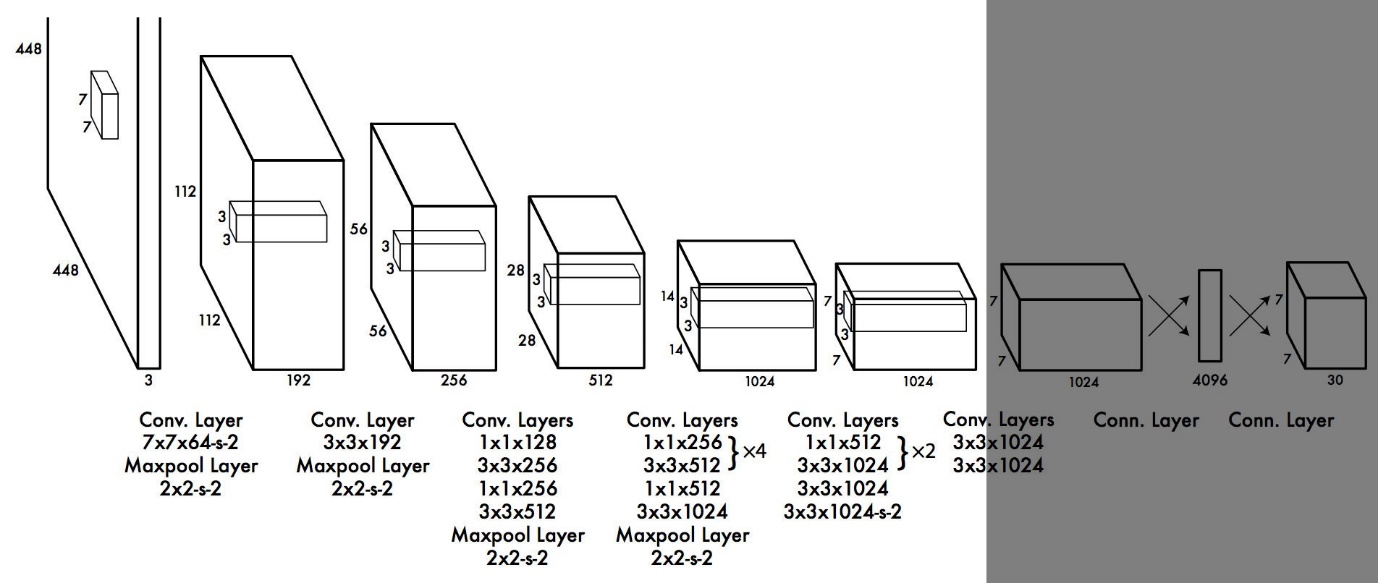 448
7
7
448
3
112
3
3
112
192
56
3
3
56
256
28
3
3
28
512
14
3
3
14
1024
7
3
3
7
1024
7
7
1024
4096
7
7
30
Conv. Layer
7x7x64-s-2
Maxpool Layer
2x2-s-2
Conv. Layer
3x3x192
Maxpool Layer
2x2-s-2
Conv. Layers
1x1x128
3x3x256
1x1x256
3x3x512
Maxpool Layer
2x2-s-2
Conv. Layers
1x1x256
3x3x512
}×4
1x1x512
3x3x1024
Maxpool Layer
2x2-s-2
Conv. Layers
1x1x512
3x3x1024
}×2
3x3x1024
3x3x1024-s-2
Conv. Layers
3x3x1024
3x3x1024
Conn. Layer
Conn. Layer